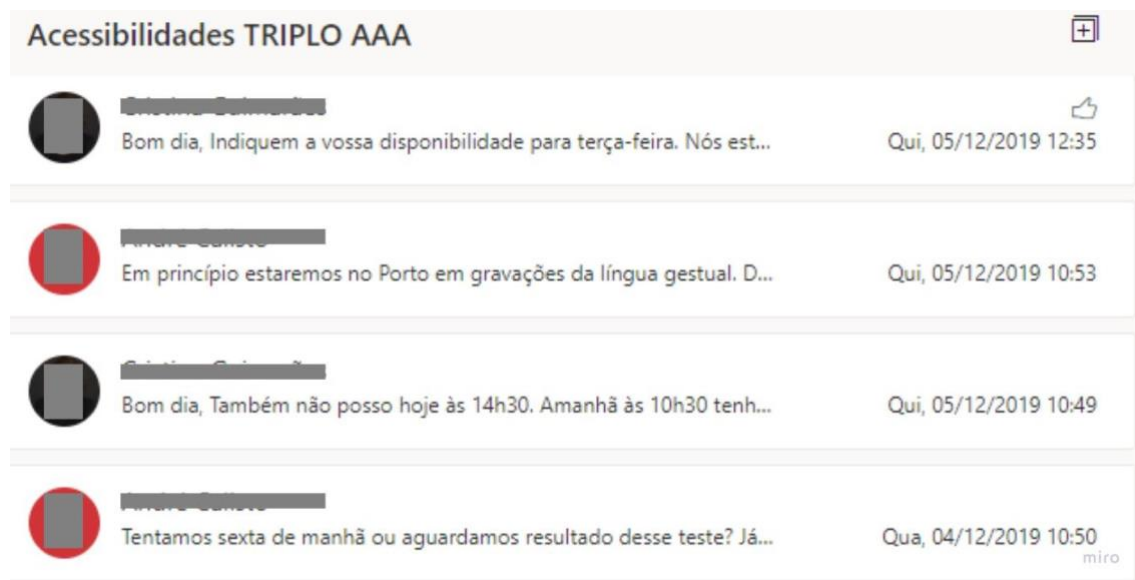 Acessibilidades TRIPLO AAA
Bom dia, Indiquem a vossa disponibilidade para terça-feira. Nós est... Qui, 05/12/2019 12:35
Em princípio estaremos no Porto em gravações da língua gestual. D... Qui, 05/12/2019 10:53
Bom dia, Também não posso hoje às 14h30. Amanhã às 10h30 tenh... Qui, 05/12/2019 10:49
Tentamos sexta de manhã ou aguardamos resultado desse teste? Já... Qua, 04/12/2019 10:50
miro